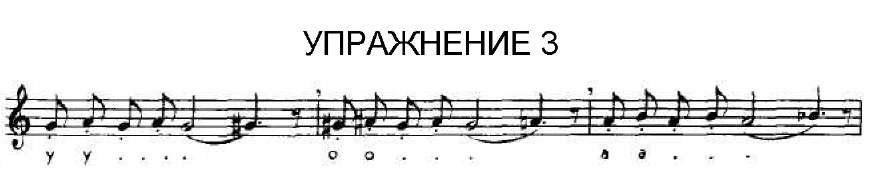 УПРАЖНЕНИЕ 3
у у . . . . о о . . . а а . . .